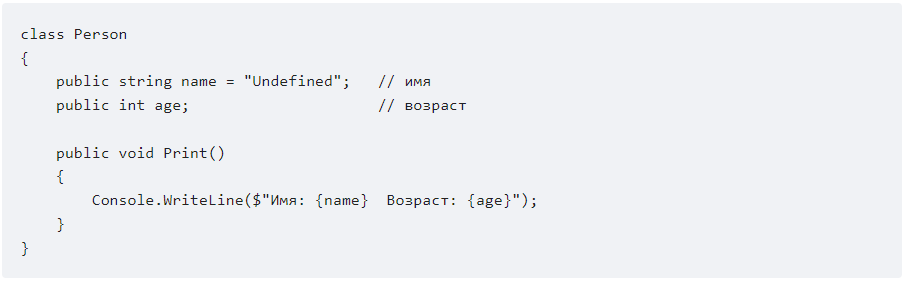 class Person
{
    public string name = "Undefined";   // имя
    public int age;                     // возраст

    public void Print()
    {
        Console.WriteLine($"Имя: {name}  Возраст: {age}");
    }
}